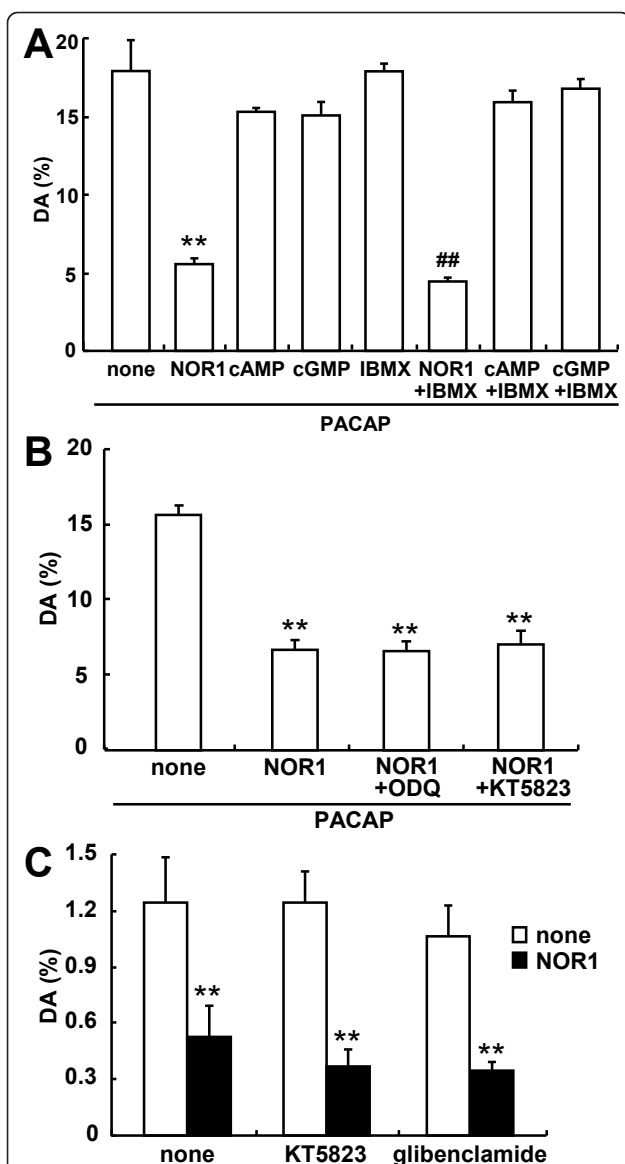 A
20
15
10
5
0
DA (%)
**
##
none NOR1 cAMP cGMP IBMX NOR1 cAMP cGMP
+IBMX +IBMX +IBMX
PACAP
B
20
15
10
5
0
DA (%)
** ** **
none NOR1 NOR1 NOR1
+ODQ +KT5823
PACAP
C
1.5
1.2
0.9
0.6
0.3
0
DA (%)
none
NOR1
** ** **
none KT5823 glibenclamide